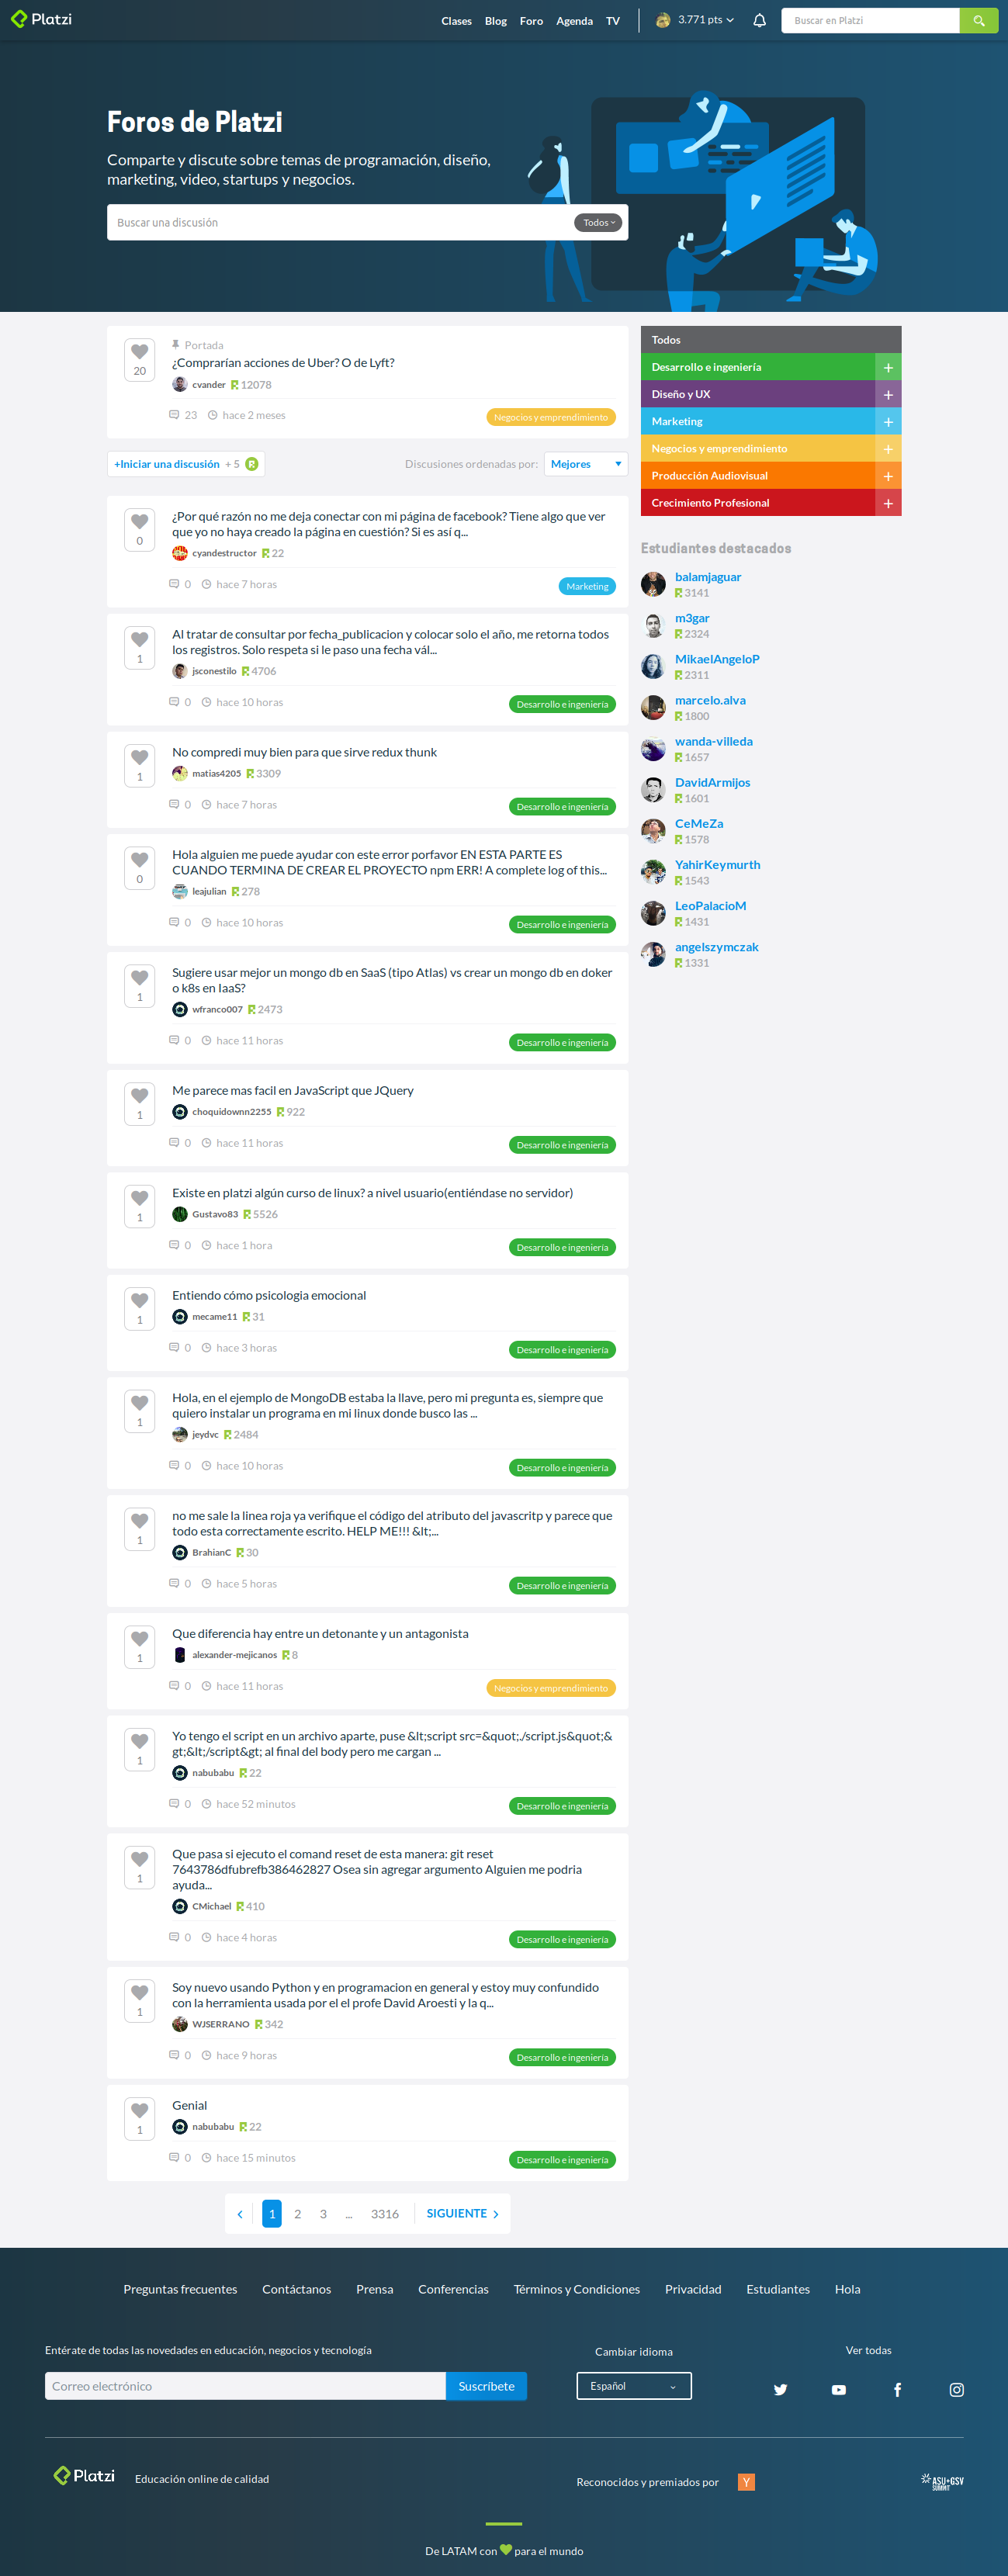 Platzi
Clases Blog Foro Agenda TV 3.771 pts Buscar en Platzi
Foros de Platzi
Comparte y discute sobre temas de programación, diseño,
marketing, video, startups y negocios.
Buscar una discusión Todos
20
Portada
¿Comprarían acciones de Uber? O de Lyft?
cvander 12078
23 hace 2 meses Negocios y emprendimiento
+Iniciar una discusión + 5 Discusiones ordenadas por: Mejores
0
¿Por qué razón no me deja conectar con mi página de facebook? Tiene algo que ver
que yo no haya creado la página en cuestión? Si es así q...
cyandestructor 22
0 hace 7 horas Marketing
1
Al tratar de consultar por fecha_publicacion y colocar solo el año, me retorna todos
los registros. Solo respeta si le paso una fecha vál...
jsconestilo 4706
0 hace 10 horas Desarrollo e ingeniería
1
No compredi muy bien para que sirve redux thunk
matias4205 3309
0 hace 7 horas Desarrollo e ingeniería
0
Hola alguien me puede ayudar con este error porfavor EN ESTA PARTE ES
CUANDO TERMINA DE CREAR EL PROYECTO npm ERR! A complete log of this...
leajulian 278
0 hace 10 horas Desarrollo e ingeniería
1
Sugiere usar mejor un mongo db en SaaS (tipo Atlas) vs crear un mongo db en doker
o k8s en IaaS?
wfranco007 2473
0 hace 11 horas Desarrollo e ingeniería
1
Me parece mas facil en JavaScript que JQuery
choquidownn2255 922
0 hace 11 horas Desarrollo e ingeniería
1
Existe en platzi algún curso de linux? a nivel usuario(entiéndase no servidor)
Gustavo83 5526
0 hace 1 hora Desarrollo e ingeniería
1
Entiendo cómo psicologia emocional
mecame11 31
0 hace 3 horas Desarrollo e ingeniería
1
Hola, en el ejemplo de MongoDB estaba la llave, pero mi pregunta es, siempre que
quiero instalar un programa en mi linux donde busco las ...
jeydvc 2484
0 hace 10 horas Desarrollo e ingeniería
1
no me sale la linea roja ya verifique el código del atributo del javascritp y parece que
todo esta correctamente escrito. HELP ME!!! &lt;...
BrahianC 30
0 hace 5 horas Desarrollo e ingeniería
1
Que diferencia hay entre un detonante y un antagonista
alexander-mejicanos 8
0 hace 11 horas Negocios y emprendimiento
1
Yo tengo el script en un archivo aparte, puse &lt;script src=&quot;./script.js&quot;&
gt;&lt;/script&gt; al final del body pero me cargan ...
nabubabu 22
0 hace 52 minutos Desarrollo e ingeniería
1
Que pasa si ejecuto el comand reset de esta manera: git reset
7643786dfubrefb386462827 Osea sin agregar argumento Alguien me podria
ayuda...
CMichael 410
0 hace 4 horas Desarrollo e ingeniería
1
Soy nuevo usando Python y en programacion en general y estoy muy confundido
con la herramienta usada por el el profe David Aroesti y la q...
WJSERRANO 342
0 hace 9 horas Desarrollo e ingeniería
1
Genial
nabubabu 22
0 hace 15 minutos Desarrollo e ingeniería
1 2 3 ... 3316 SIGUIENTE
Todos
Desarrollo e ingeniería +
Diseño y UX +
Marketing +
Negocios y emprendimiento +
Producción Audiovisual +
Crecimiento Profesional +
Estudiantes destacados
balamjaguar
3141
m3gar
2324
MikaelAngeloP
2311
marcelo.alva
1800
wanda-villeda
1657
DavidArmijos
1601
CeMeZa
1578
YahirKeymurth
1543
LeoPalacioM
1431
angelszymczak
1331
Preguntas frecuentes Contáctanos Prensa Conferencias Términos y Condiciones Privacidad Estudiantes Hola
Entérate de todas las novedades en educación, negocios y tecnología
Correo electrónico Suscríbete
Cambiar idioma
Español
Ver todas
Platzi Educación online de calidad
Reconocidos y premiados por Y ASU+GSV
SUMMIT
De LATAM con para el mundo